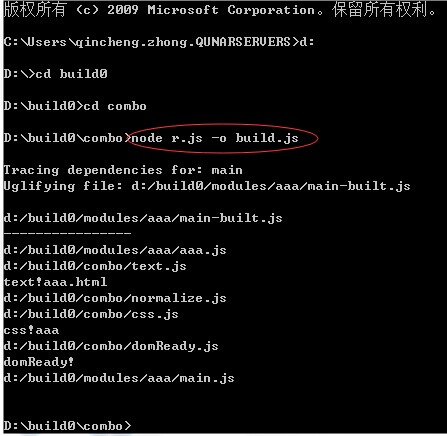 版权所有 (c) 2009 Microsoft Corporation。保留所有权利。
C:\Users\qincheng.zhong.QUNARSERVERS>d:
D:\>cd build0
D:\build0>cd combo
D:\build0\combo>node r.js -o build.js
Tracing dependencies for: main
Uglifying file: d:/build0/modules/aaa/main-built.js
d:/build0/modules/aaa/main-built.js
----------------
d:/build0/modules/aaa/aaa.js
d:/build0/combo/text.js
text!aaa.html
d:/build0/combo/normalize.js
d:/build0/combo/css.js
css!aaa
d:/build0/combo/domReady.js
domReady!
d:/build0/modules/aaa/main.js
D:\build0\combo>